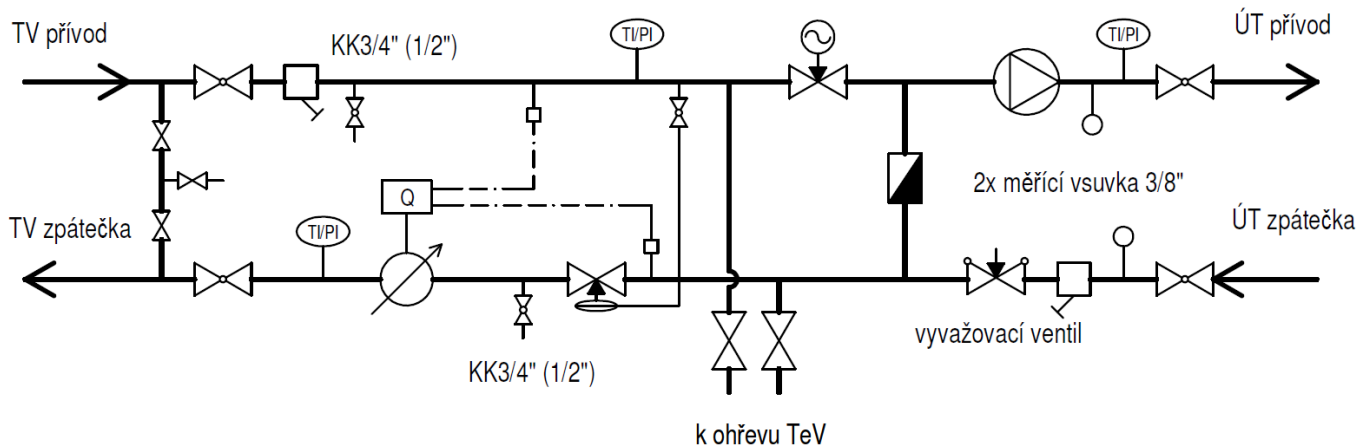 TV přívod
KK3/4" (1/2")
TI/PI
TI/PI
ÚT přívod
2x měřící vsuvka 3/8"
Q
TV zpátečka
TI/PI
ÚT zpátečka
vyvažovací ventil
KK3/4" (1/2")
k ohřevu TeV